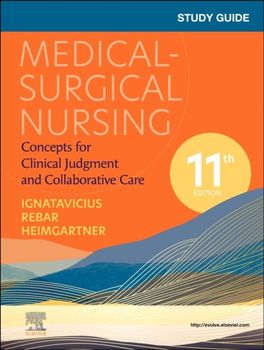 STUDY GUIDE
MEDICAL-
SURGICAL
NURSING
Concepts for
Clinical Judgment
and Collaborative Care
11th
EDITION
IGNATAVICIUS
REBAR
HEIMGARTNER
ELSEVIER
http://evolve.elsevier.com